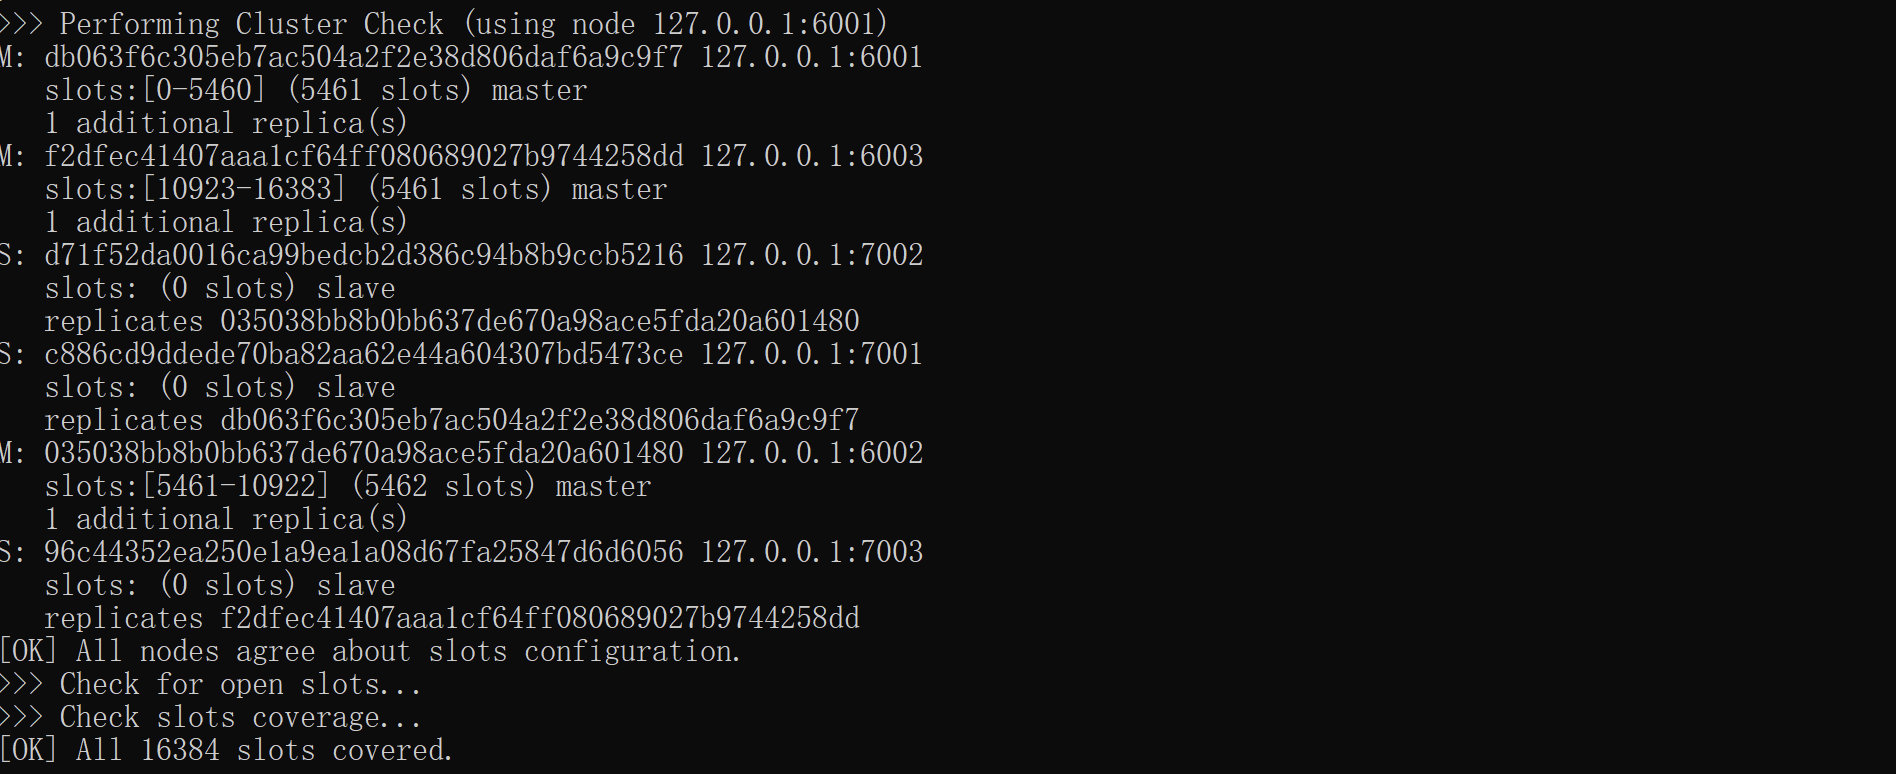 >>> Performing Cluster Check (using node 127.0.0.1:6001)
M: db063f6c305eb7ac504a2f2e38d806daf6a9c9f7 127.0.0.1:6001
slots:[0-5460] (5461 slots) master
1 additional replica(s)
M: f2dfec41407aaa1cf64ff080689027b9744258dd 127.0.0.1:6003
slots:[10923-16383] (5461 slots) master
1 additional replica(s)
S: d71f52da0016ca99bedcb2d386c94b8b9ccb5216 127.0.0.1:7002
slots: (0 slots) slave
replicates 035038bb8b0bb637de670a98ace5fda20a601480
S: c886cd9ddede70ba82aa62e44a604307bd5473ce 127.0.0.1:7001
slots: (0 slots) slave
replicates db063f6c305eb7ac504a2f2e38d806daf6a9c9f7
M: 035038bb8b0bb637de670a98ace5fda20a601480 127.0.0.1:6002
slots:[5461-10922] (5462 slots) master
1 additional replica(s)
S: 96c44352ea250e1a9ea1a08d67fa25847d6d6056 127.0.0.1:7003
slots: (0 slots) slave
replicates f2dfec41407aaa1cf64ff080689027b9744258dd
[OK] All nodes agree about slots configuration.
>>> Check for open slots...
>>> Check slots coverage...
[OK] All 16384 slots covered.